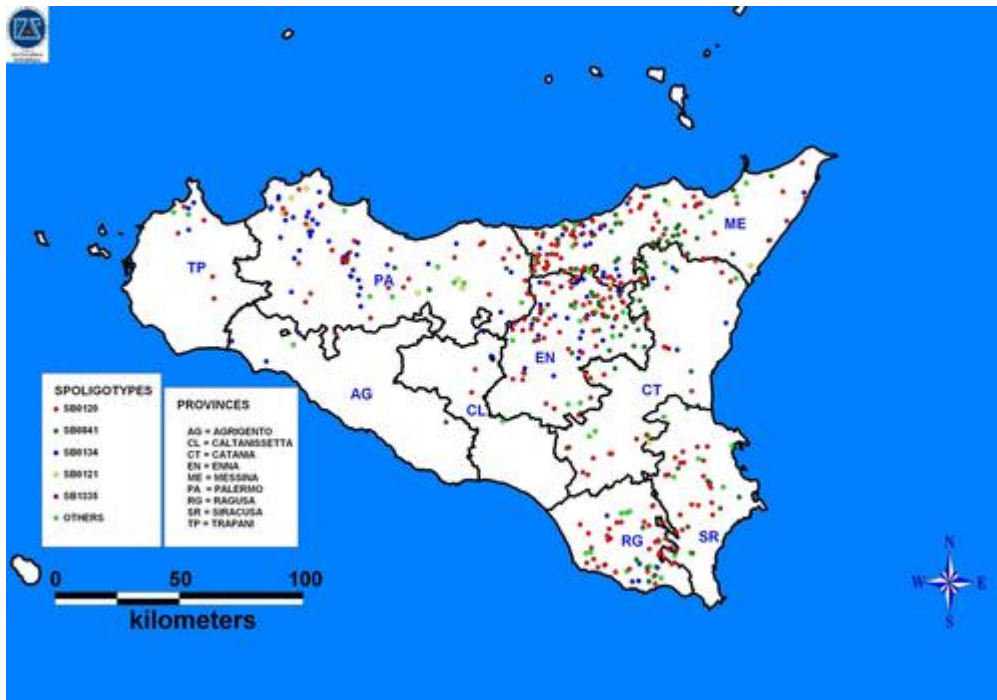 ME
TP
PA
EN
AG
CL
CT
RG
SR
SPOLIGOTYPES
SB0120
SB0841
SB0134
SB0121
SB1335
OTHERS
PROVINCES
AG = AGRIGENTO
CL = CALTANISSETTA
CT = CATANIA
EN = ENNA
ME = MESSINA
PA = PALERMO
RG = RAGUSA
SR = SIRACUSA
TP = TRAPANI
0 50 100
kilometers
N
W E
S